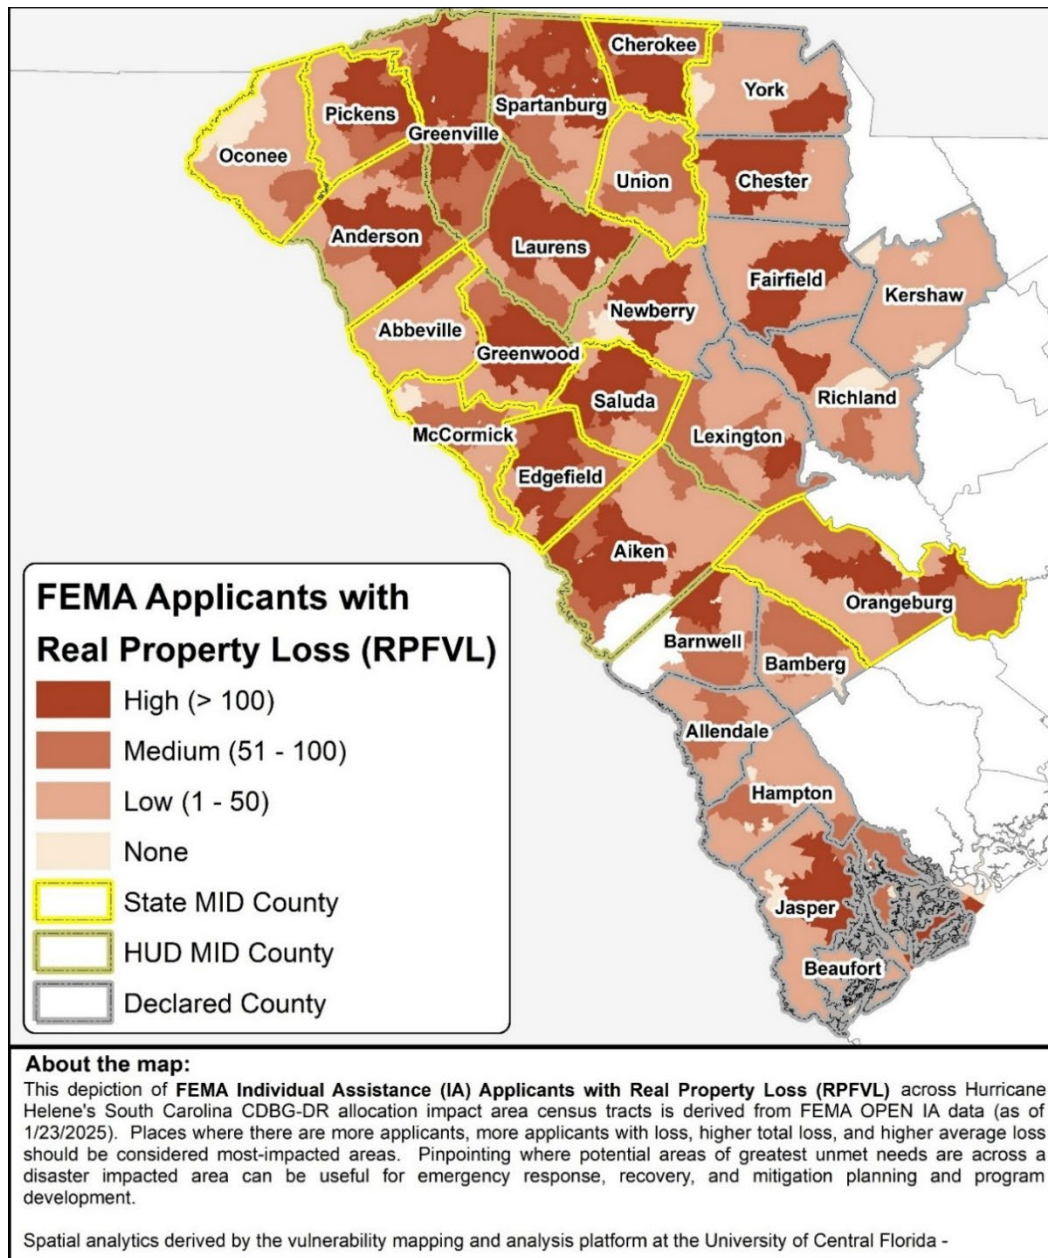 Cherokee
York
Pickens
Spartanburg
Greenville
Oconee
Union
Chester
Anderson
Laurens
Fairfield
Kershaw
Newberry
Abbeville
Greenwood
Saluda
Richland
McCormick
Lexington
Edgefield
Aiken
Orangeburg
Barnwell
Bamberg
Allendale
Hampton
Jasper
Beaufort
FEMA Applicants with
Real Property Loss (RPFVL)
High (> 100)
Medium (51 - 100)
Low (1 - 50)
None
State MID County
HUD MID County
Declared County
About the map:
This depiction of FEMA Individual Assistance (IA) Applicants with Real Property Loss (RPFVL) across Hurricane
Helene's South Carolina CDBG-DR allocation impact area census tracts is derived from FEMA OPEN IA data (as of
1/23/2025). Places where there are more applicants, more applicants with loss, higher total loss, and higher average loss
should be considered most-impacted areas. Pinpointing where potential areas of greatest unmet needs are across a
disaster impacted area can be useful for emergency response, recovery, and mitigation planning and program
development.
Spatial analytics derived by the vulnerability mapping and analysis platform at the University of Central Florida -